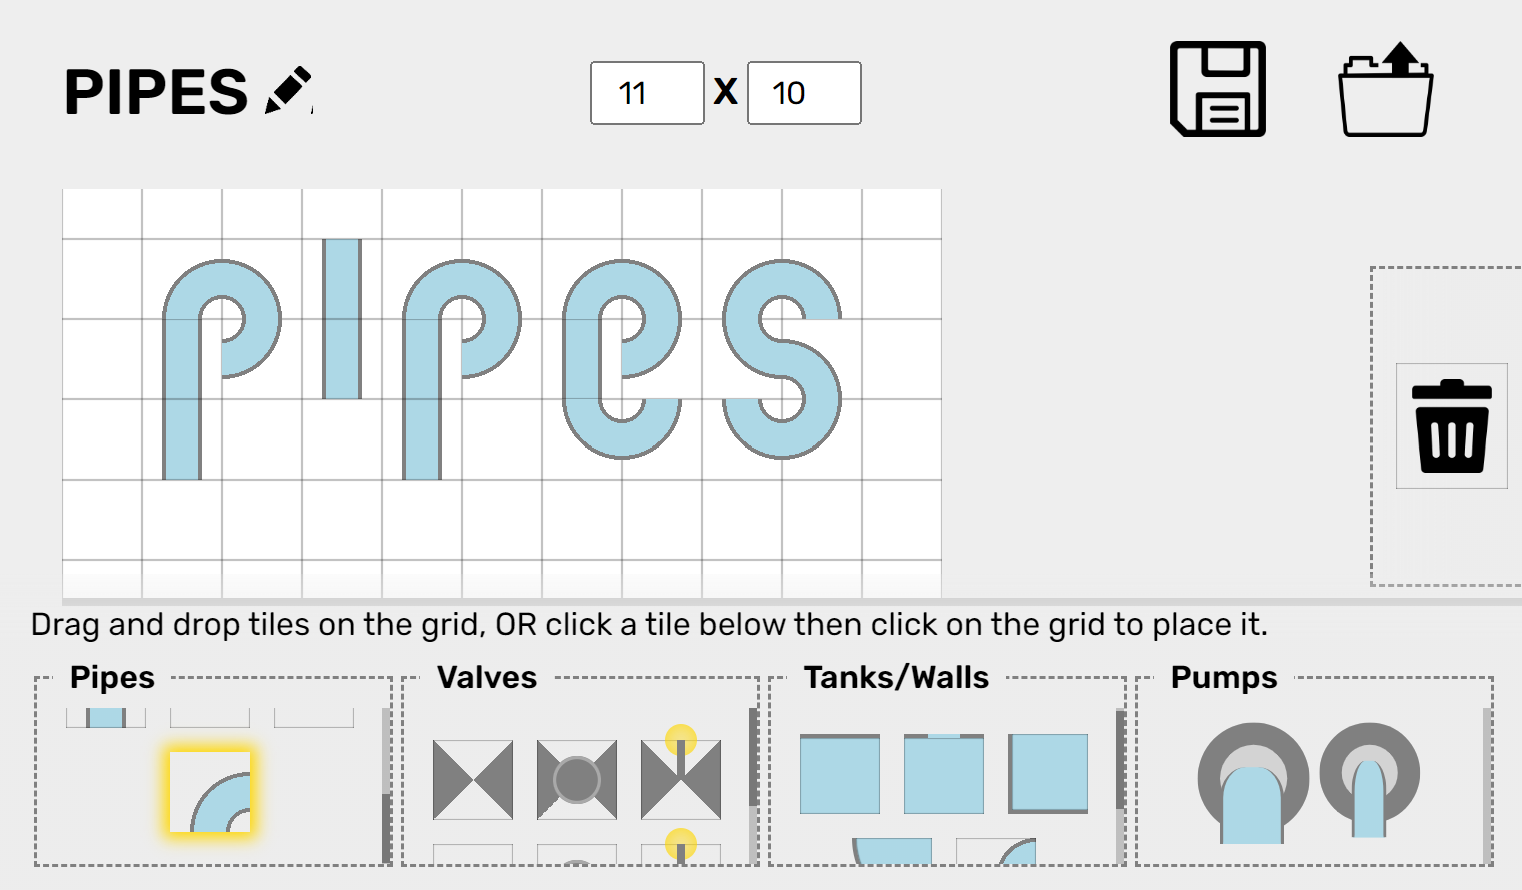 PIPES
11 X 10
PIPES
Drag and drop tiles on the grid, OR click a tile below then click on the grid to place it.
Pipes
Valves
Tanks/Walls
Pumps